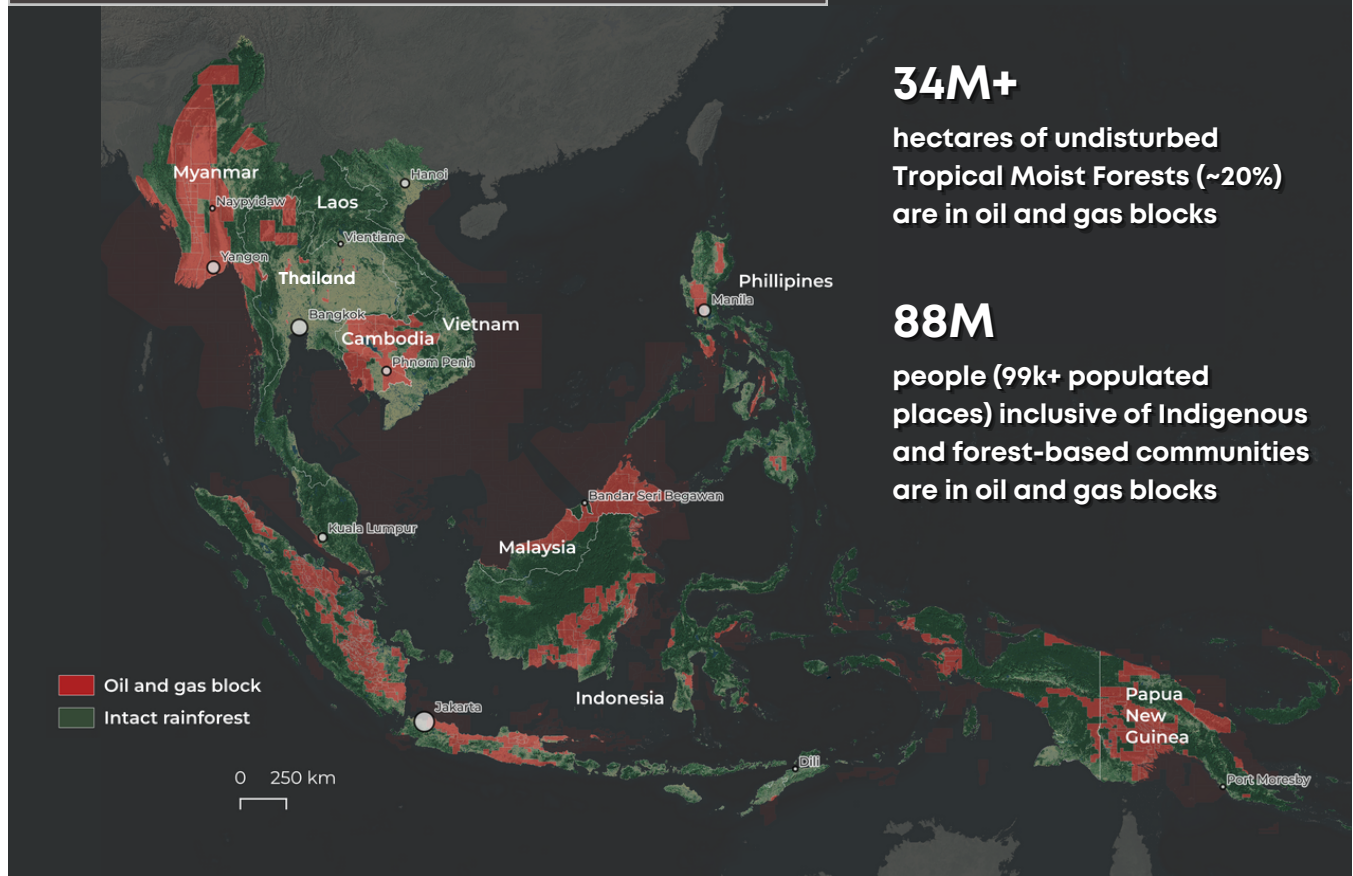 34M+
hectares of undisturbed
Tropical Moist Forests (~20%)
are in oil and gas blocks
88M
people (99k+ populated
places) inclusive of Indigenous
and forest-based communities
are in oil and gas blocks
Myanmar
Hanoi
Naypyidaw
Laos
Vientiane
Yangon
Thailand
Phillipines
Manila
Bangkok
Vietnam
Cambodia
Phnom Penh
Bandar Seri Begawan
Kuala Lumpur
Malaysia
Oil and gas block
Intact rainforest
Indonesia
Papua
New
Guinea
Jakarta
Dili
Port Moresby
0 250 km